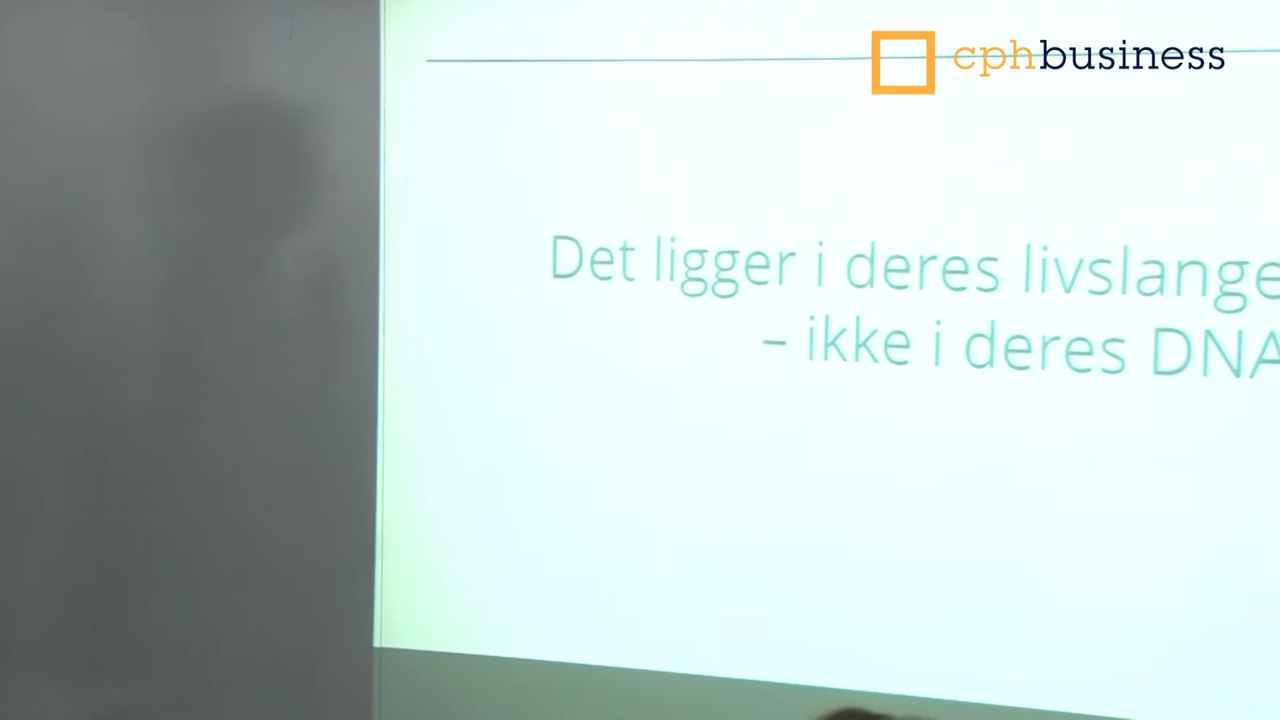 cphbusiness
Det ligger i deres livslange
– ikke i deres DNA